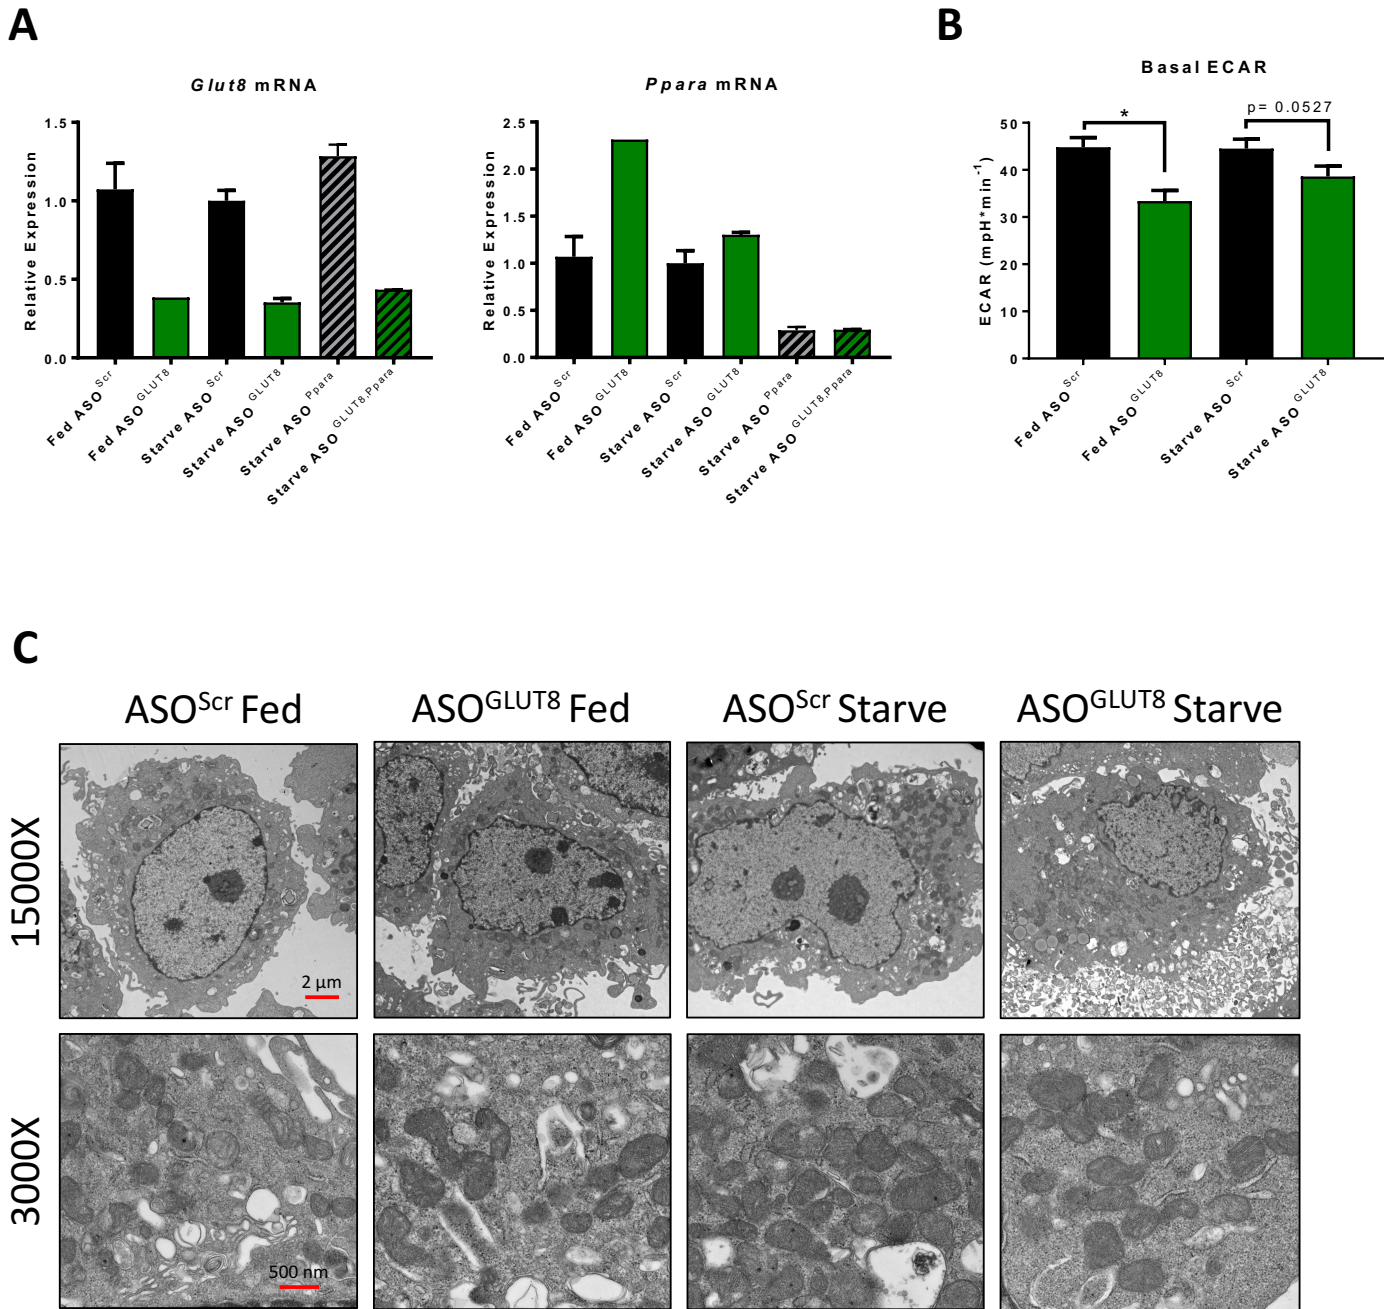 A
B
Glut8 mRNA
Ppara mRNA
Basal ECAR
Relative Expression
1.5
1.0
0.5
0.0
Fed ASO Scr
Fed ASO GLUT8
Starve ASO Scr
Starve ASO GLUT8
Starve ASO Ppara
Starve ASO GLUT8.Ppara
Relative Expression
2.5
2.0
1.5
1.0
0.5
0.0
Fed ASO Scr
Fed ASO GLUT8
Starve ASO Scr
Starve ASO GLUT8
Starve ASO Ppara
Starve ASO GLUT8.Ppara
ECAR (mpH*min-1)
50
40
30
20
10
0
*
p= 0.0527
Fed ASO Scr
Fed ASO GLUT8
Starve ASO Scr
Starve ASO GLUT8
C
ASOScr Fed
ASOGLUT8 Fed
ASOScr Starve
ASOGLUT8 Starve
15000X
2 µm
3000X
500 nm